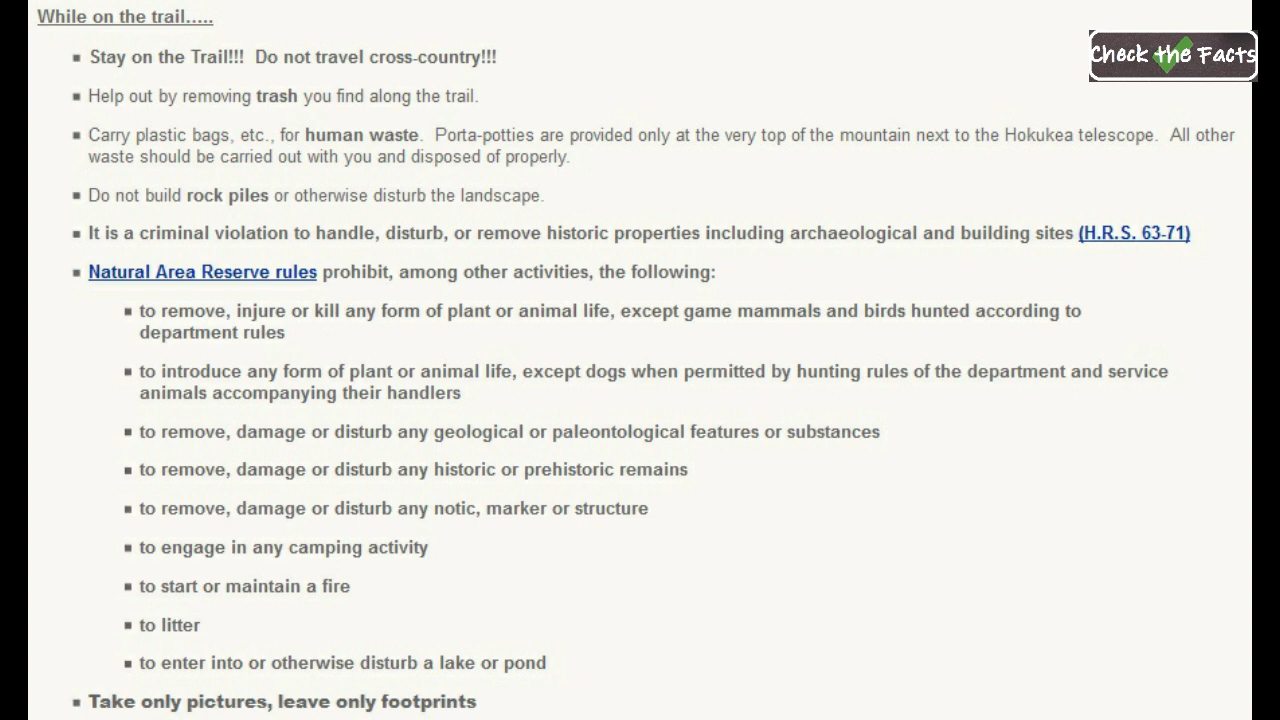 While on the trail.....
Check the Facts
Stay on the Trail!!! Do not travel cross-country!!!
Help out by removing trash you find along the trail.
Carry plastic bags, etc., for human waste. Porta-potties are provided only at the very top of the mountain next to the Hokukea telescope. All other
waste should be carried out with you and disposed of properly.
Do not build rock piles or otherwise disturb the landscape.
It is a criminal violation to handle, disturb, or remove historic properties including archaeological and building sites (H.R.S. 63-71)
Natural Area Reserve rules prohibit, among other activities, the following:
to remove, injure or kill any form of plant or animal life, except game mammals and birds hunted according to
department rules
to introduce any form of plant or animal life, except dogs when permitted by hunting rules of the department and service
animals accompanying their handlers
to remove, damage or disturb any geological or paleontological features or substances
to remove, damage or disturb any historic or prehistoric remains
to remove, damage or disturb any notic, marker or structure
to engage in any camping activity
to start or maintain a fire
to litter
to enter into or otherwise disturb a lake or pond
Take only pictures, leave only footprints